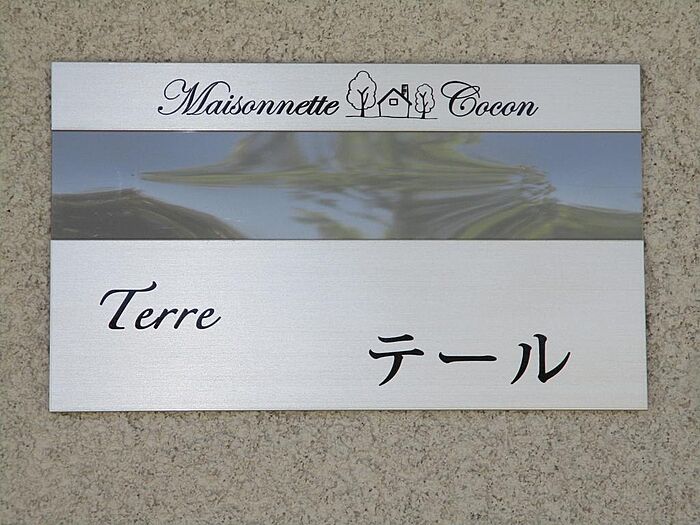 Maisonnette Cocon
Terre
テール